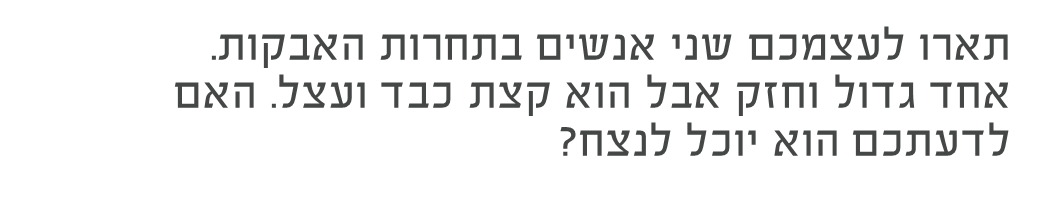 תארו לעצמכם שני אנשים בתחרות האבקות.
אחד גדול וחזק אבל הוא קצת כבד ועצל. האם
לדעתכם הוא יוכל לנצח?